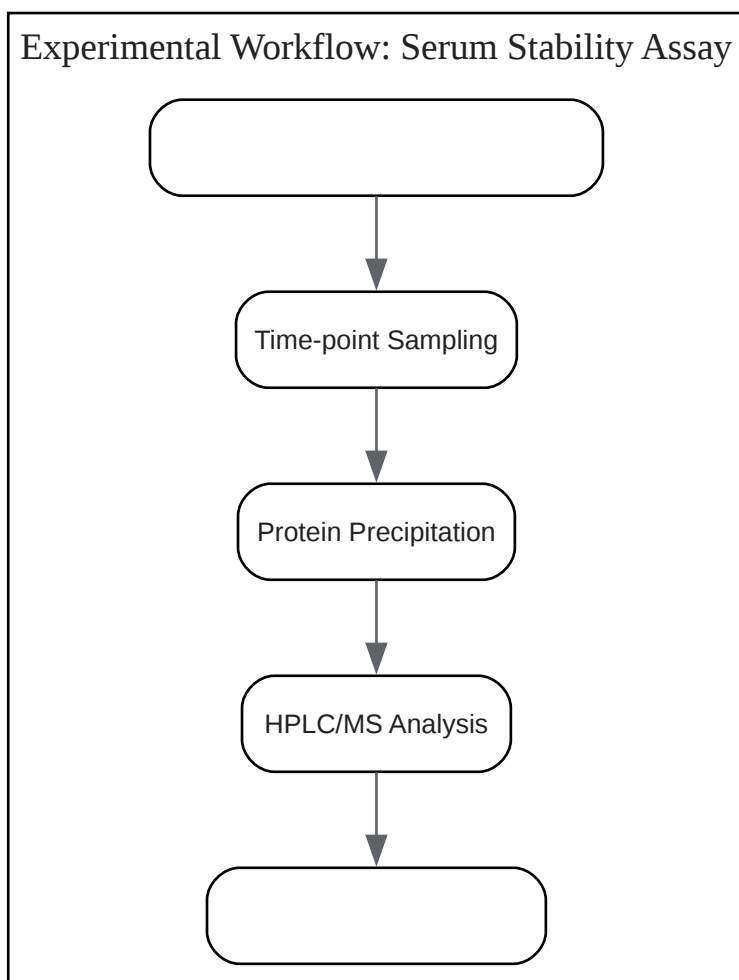 Experimental Workflow: Serum Stability Assay
Time-point Sampling
Protein Precipitation
HPLC/MS Analysis